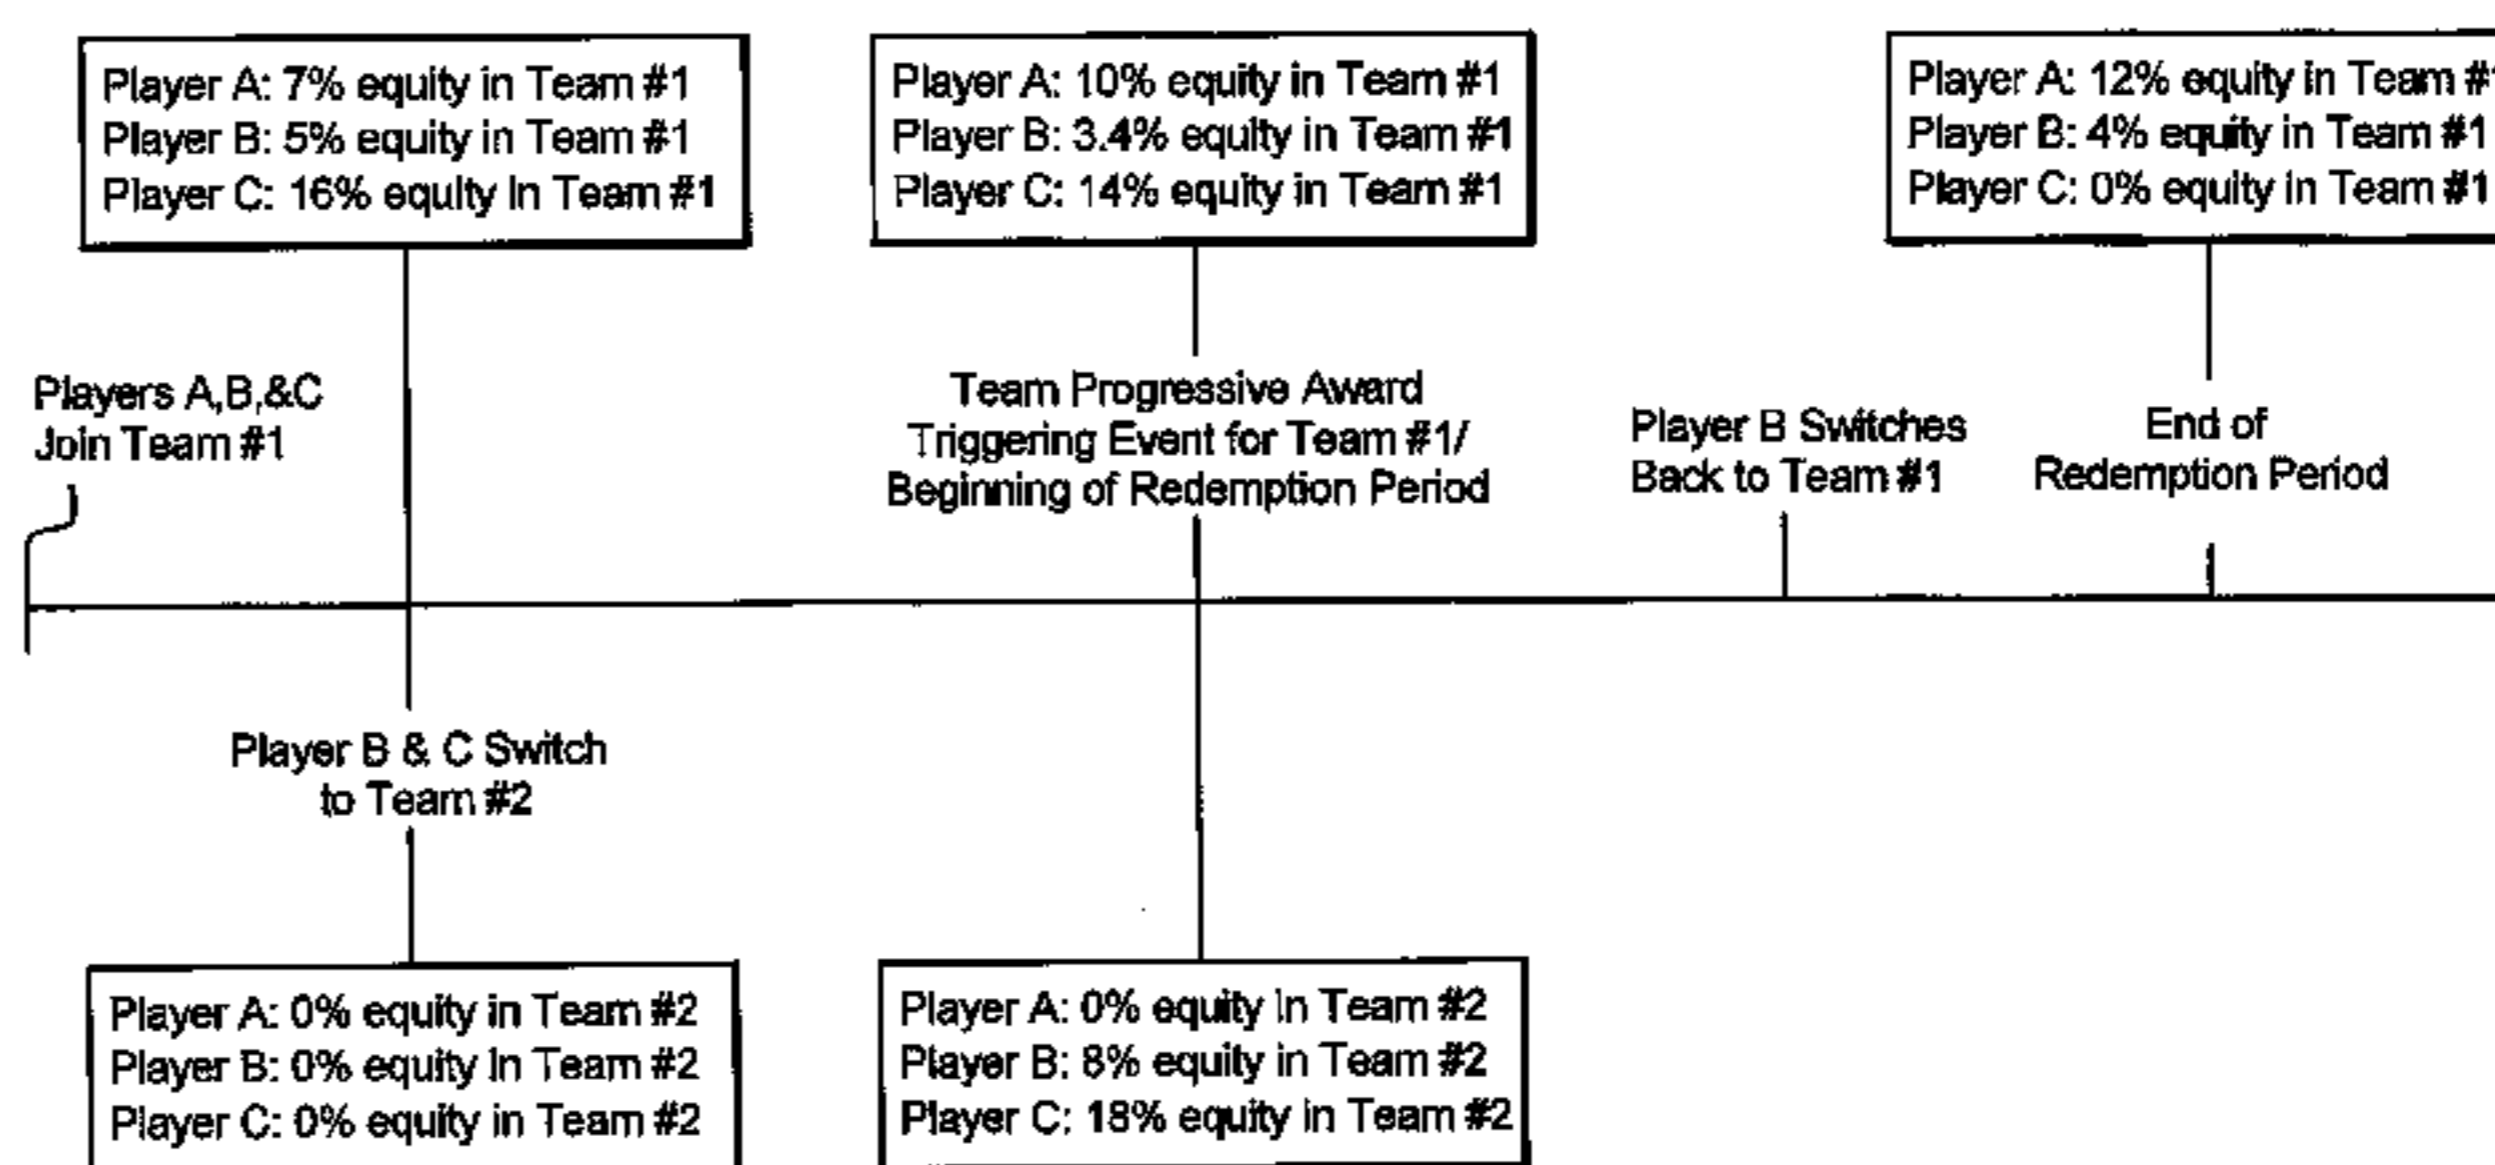 Player A: 7% equity in Team #1
Player B: 5% equity in Team #1
Player C: 16% equity in Team #1
Player A: 10% equity in Team #1
Player B: 3.4% equity in Team #1
Player C: 14% equity in Team #1
Player A: 12% equity in Team #1
Player B: 4% equity in Team #1
Player C: 0% equity in Team #1
Players A,B,&C
Join Team #1
Team Progressive Award
Triggering Event for Team #1/
Beginning of Redemption Period
Player B Switches
Back to Team #1
End of
Redemption Period
Player B & C Switch
to Team #2
Player A: 0% equity in Team #2
Player B: 0% equity in Team #2
Player C: 0% equity in Team #2
Player A: 0% equity in Team #2
Player B: 8% equity in Team #2
Player C: 18% equity in Team #2